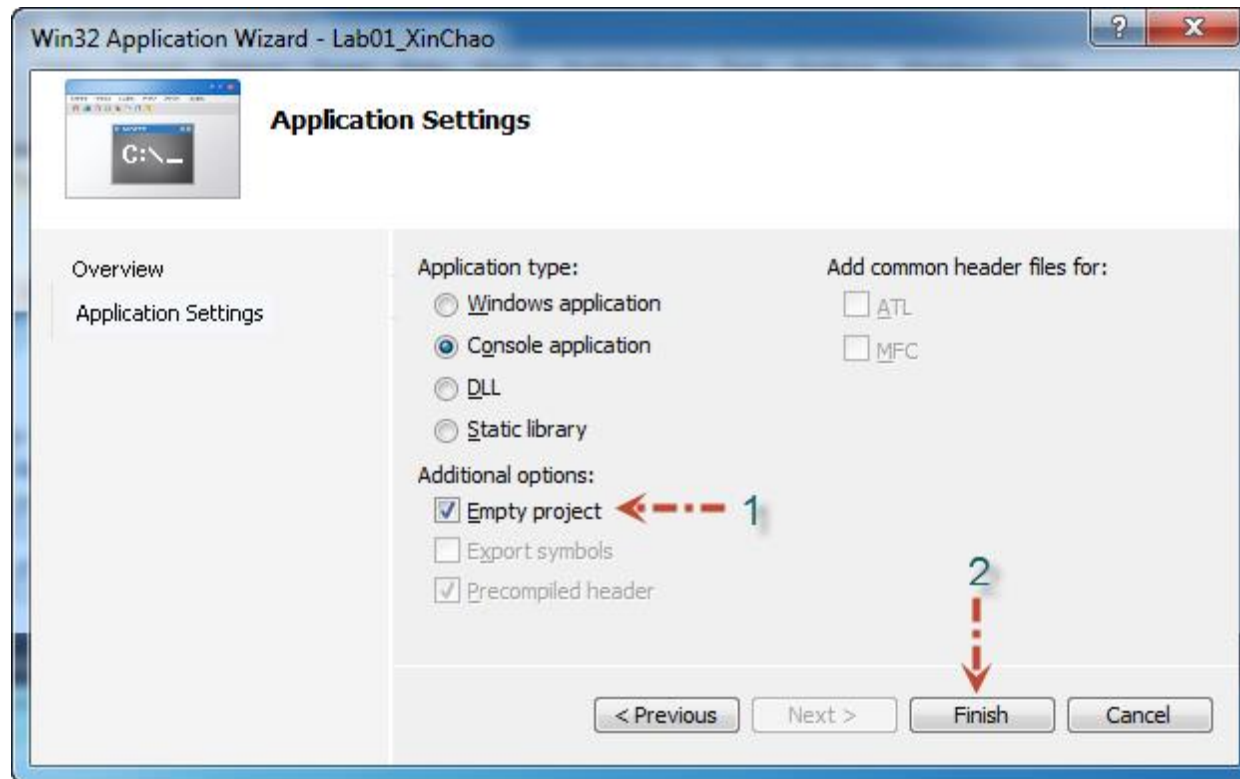 Win32 Application Wizard - Lab01_XinChao
C:\_
Application Settings
Overview
Application Settings
Application type:
Windows application
Console application
DLL
Static library
Add common header files for:
ATL
MFC
Additional options:
Empty project
1
Export symbols
Precompiled header
2
< Previous
Next >
Finish
Cancel